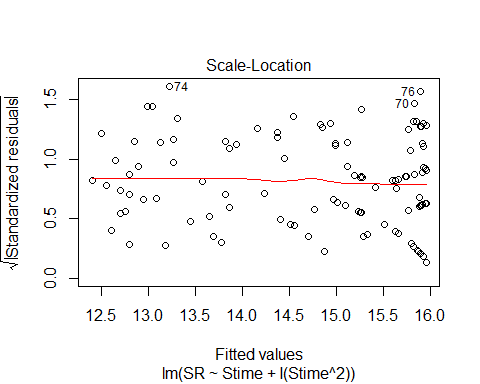 Scale-Location
√|Standardized residuals|
1.5
1.0
0.5
0.0
74
76
70
12.5 13.0 13.5 14.0 14.5 15.0 15.5 16.0
Fitted values
lm(SR ~ Stime + I(Stime^2))